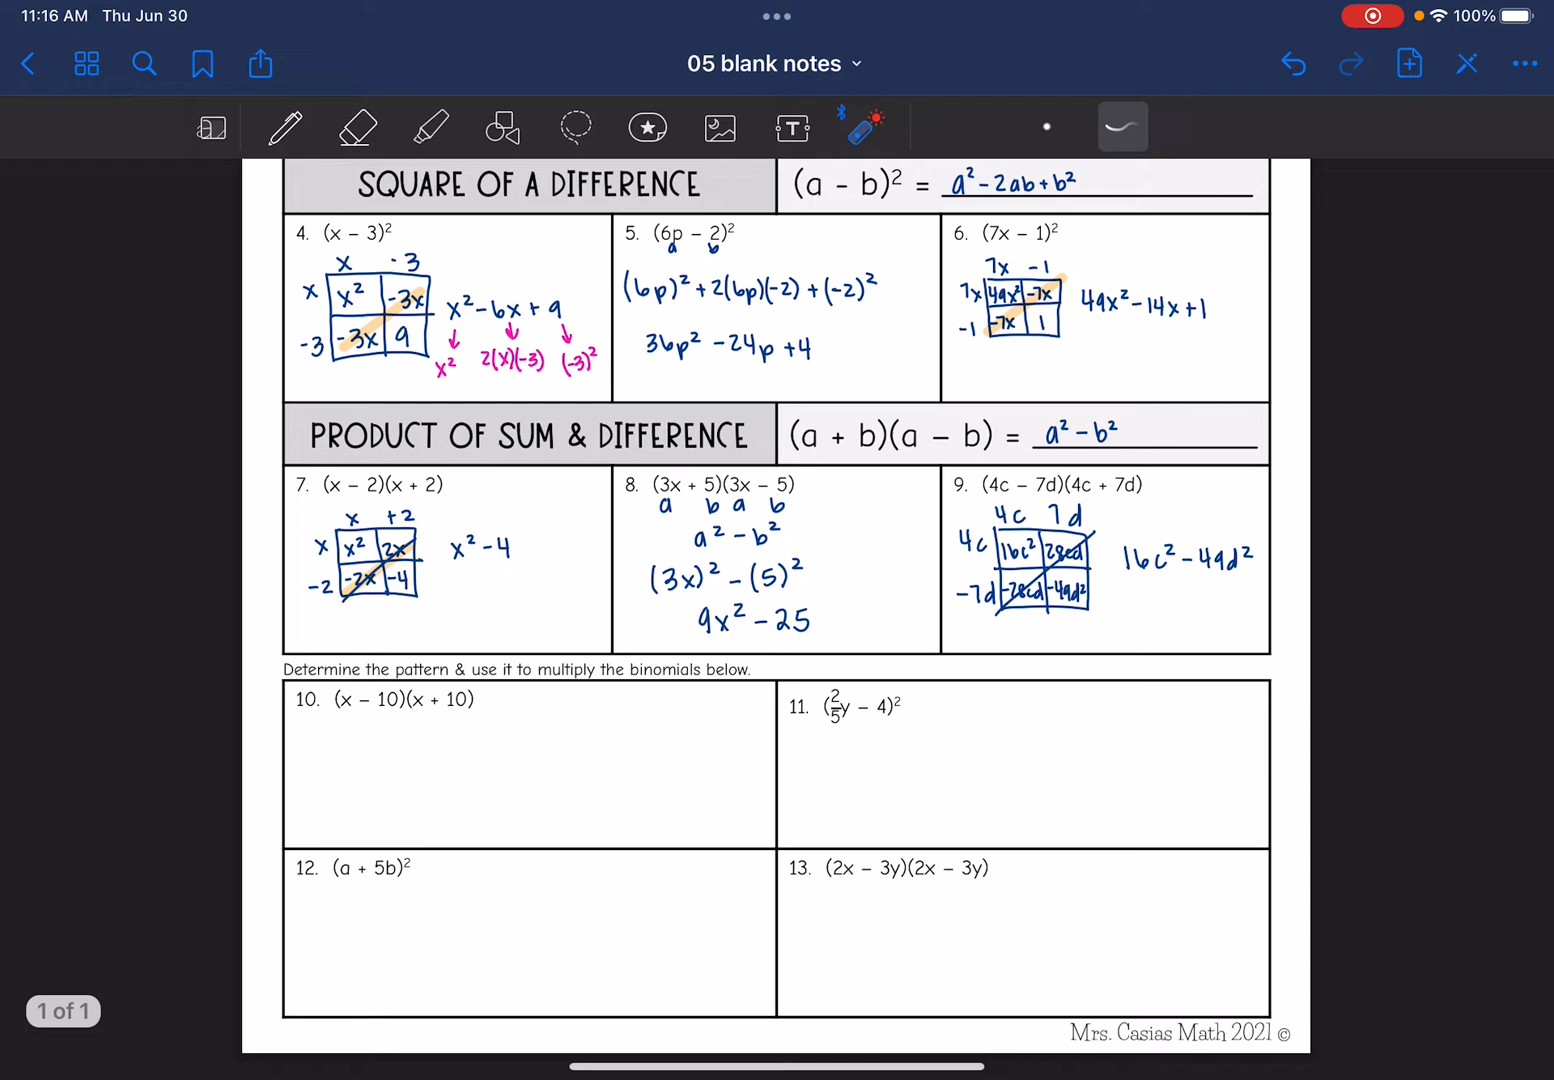 11:16 AM Thu Jun 30
100%
05 blank notes
T
SQUARE OF A DIFFERENCE
(a - b)² = a² - 2ab + b²
4. (x – 3)²
x -3
x x² -3x
-3 -3x 9
x² - 6x + 9
x² 2(x)(-3) (-3)²
5. (6p – 2)²
a b
(6p)² + 2(6p)(-2) + (-2)²
36p² - 24p + 4
6. (7x – 1)²
7x -1
7x 49x² -7x
-1 -7x 1
49x² - 14x + 1
PRODUCT OF SUM & DIFFERENCE
(a + b)(a – b) = a² - b²
7. (x – 2)(x + 2)
x +2
x x² 2x
-2 -2x -4
x² - 4
8. (3x + 5)(3x – 5)
a b a b
a² - b²
(3x)² - (5)²
9x² - 25
9. (4c – 7d)(4c + 7d)
4c 7d
4c 16c² 28cd
-7d -28cd -49d²
16c² - 49d²
Determine the pattern & use it to multiply the binomials below.
10. (x – 10)(x + 10)
11. (2/5y – 4)²
12. (a + 5b)²
13. (2x – 3y)(2x – 3y)
1 of 1
Mrs. Casias Math 2021 ©